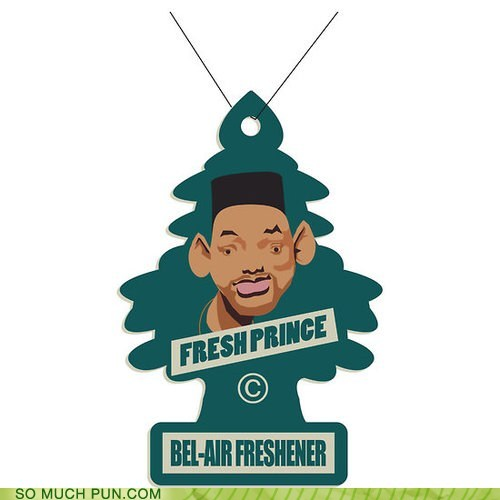 FRESH PRINCE
©
BEL-AIR FRESHENER
SO MUCH PUN.COM